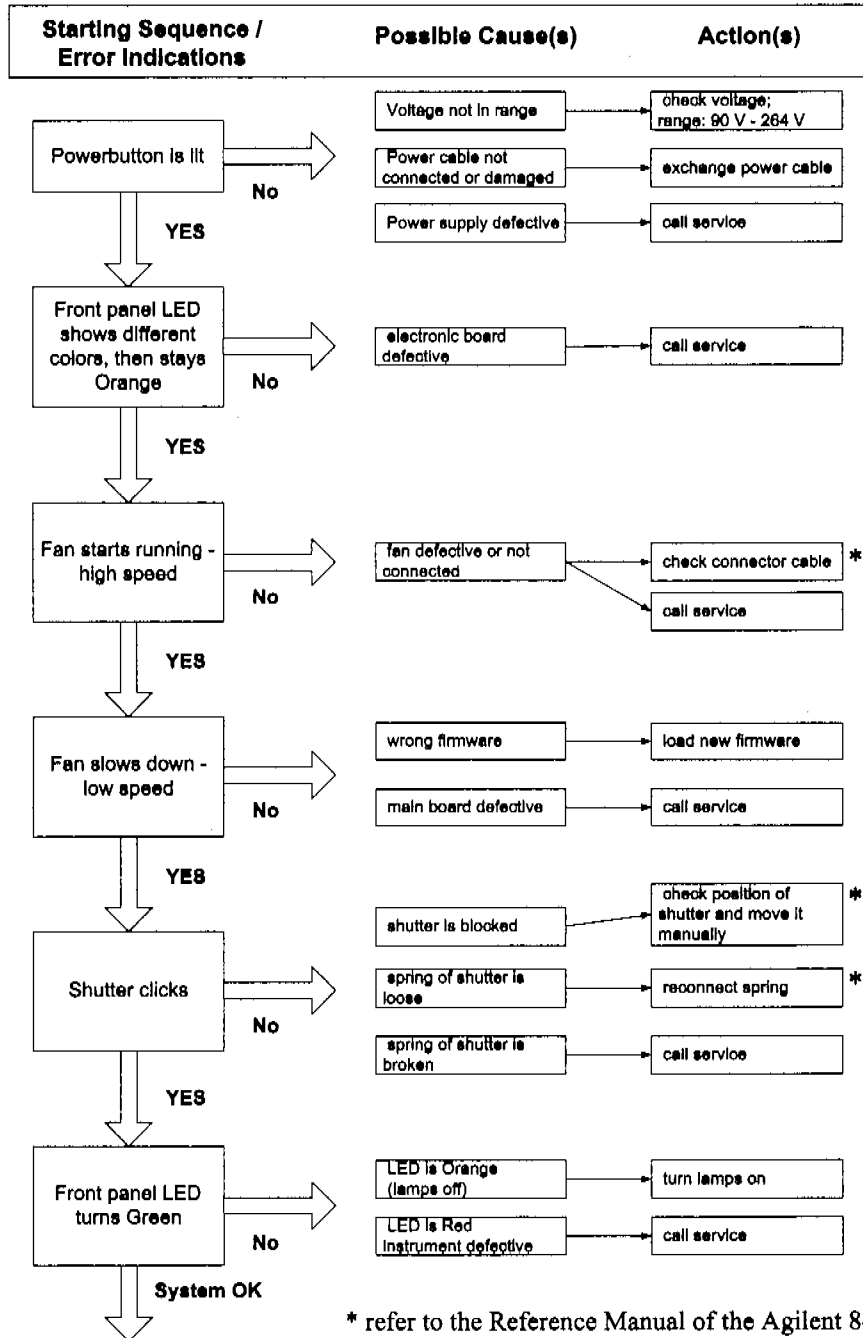 Starting Sequence /
Error Indications
Possible Cause(s)
Action(s)
Powerbutton is lit
No
YES
Voltage not in range
check voltage;
range: 90 V - 264 V
Power cable not
connected or damaged
exchange power cable
Power supply defective
call service
Front panel LED
shows different
colors, then stays
Orange
No
YES
electronic board
defective
call service
Fan starts running -
high speed
No
YES
fan defective or not
connected
check connector cable
*
call service
Fan slows down -
low speed
No
YES
wrong firmware
load new firmware
main board defective
call service
Shutter clicks
No
YES
shutter is blocked
check position of
shutter and move it
manually
*
spring of shutter is
loose
reconnect spring
*
spring of shutter is
broken
call service
Front panel LED
turns Green
No
System OK
LED is Orange
(lamps off)
turn lamps on
LED is Red
instrument defective
call service
* refer to the Reference Manual of the Agilent 8